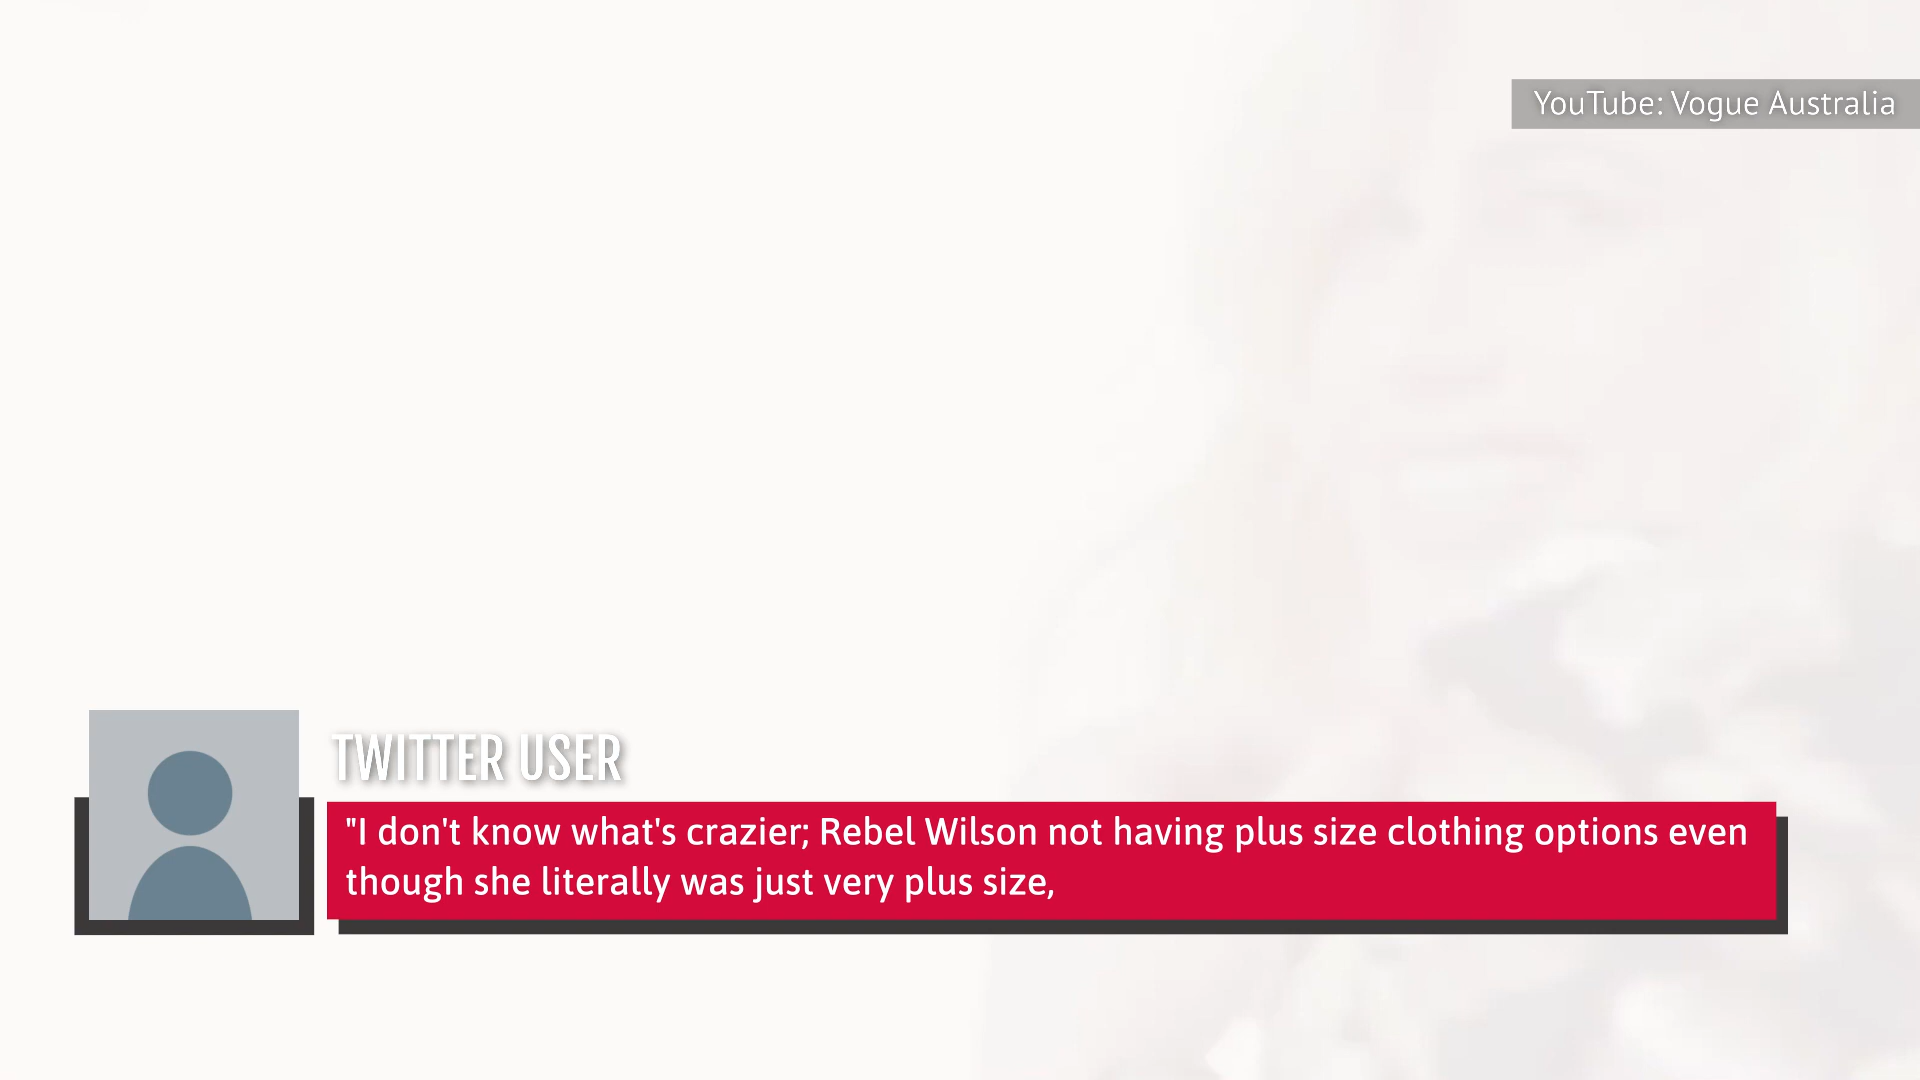 YouTube: Vogue Australia
TWITTER USER
"I don't know what's crazier; Rebel Wilson not having plus size clothing options even
though she literally was just very plus size,